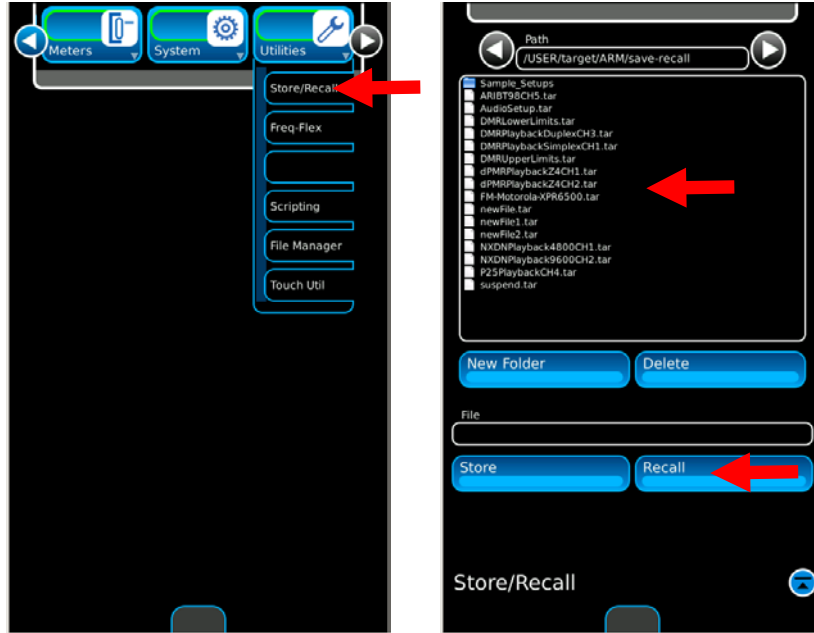 Meters
System
Utilities
Store/Recall
Freq-Flex
Scripting
File Manager
Touch Util
Path
/USER/target/ARM/save-recall
Sample_Setups
ARIBT98CH5.tar
AudioSetup.tar
DMRLowerLimits.tar
DMRPlaybackDuplexCH3.tar
DMRPlaybackSimplexCH1.tar
DMRUpperLimits.tar
dPMRPlaybackZ4CH1.tar
dPMRPlaybackZ4CH2.tar
FM-Motorola-XPR6500.tar
newFile.tar
newFile1.tar
newFile2.tar
NXDNPlayback4800CH1.tar
NXDNPlayback9600CH2.tar
P25PlaybackCH4.tar
suspend.tar
New Folder
Delete
File
Store
Recall
Store/Recall